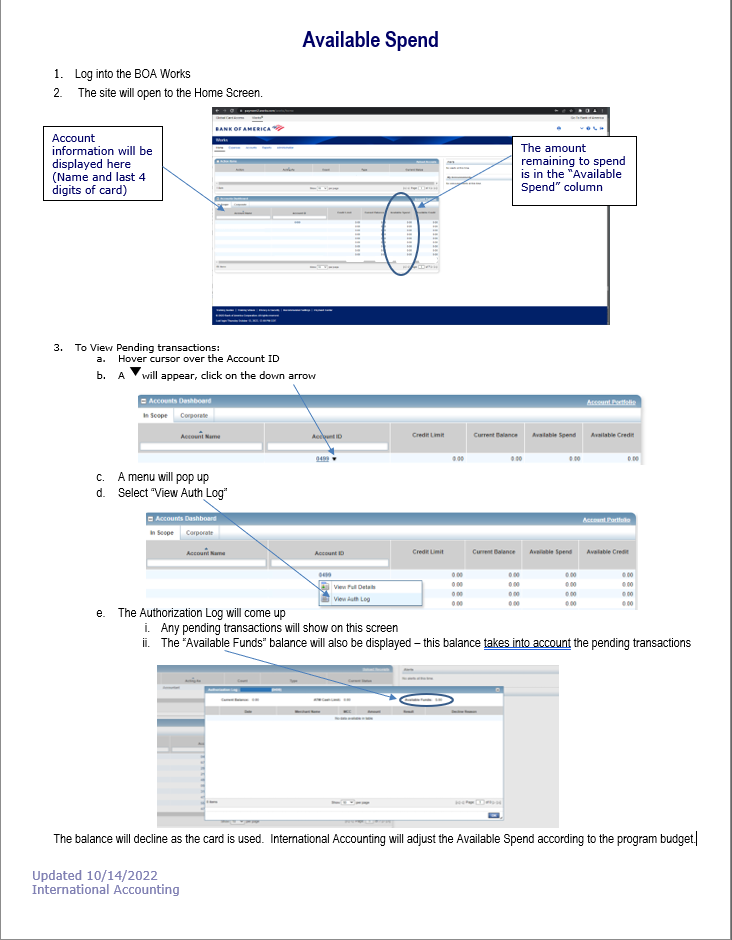 Available Spend
1. Log into the BOA Works
2. The site will open to the Home Screen.
Account
information will be
displayed here
(Name and last 4
digits of card)
BANK OF AMERICA
Works
The amount
remaining to spend
is in the “Available
Spend” column
3. To View Pending transactions:
a. Hover cursor over the Account ID
b. A ▼ will appear, click on the down arrow
Accounts Dashboard Account Portfolio
In Scope Corporate
Account Name Account ID Credit Limit Current Balance Available Spend Available Credit
0499 ▼ 0.00 0.00 0.00 0.00
c. A menu will pop up
d. Select “View Auth Log”
Accounts Dashboard Account Portfolio
In Scope Corporate
Account Name Account ID Credit Limit Current Balance Available Spend Available Credit
0499 0.00 0.00 0.00 0.00
View Full Details 0.00 0.00 0.00 0.00
View Auth Log 0.00 0.00 0.00 0.00
0.00 0.00 0.00 0.00
e. The Authorization Log will come up
i. Any pending transactions will show on this screen
ii. The “Available Funds” balance will also be displayed – this balance takes into account the pending transactions
Authorization Log
Current Balance: 0.00 ATM Cash Limit: 0.00 Available Funds: 0.00
Date Merchant Name MCC Amount Result Decline Reason
No data available in table
The balance will decline as the card is used. International Accounting will adjust the Available Spend according to the program budget.
Updated 10/14/2022
International Accounting